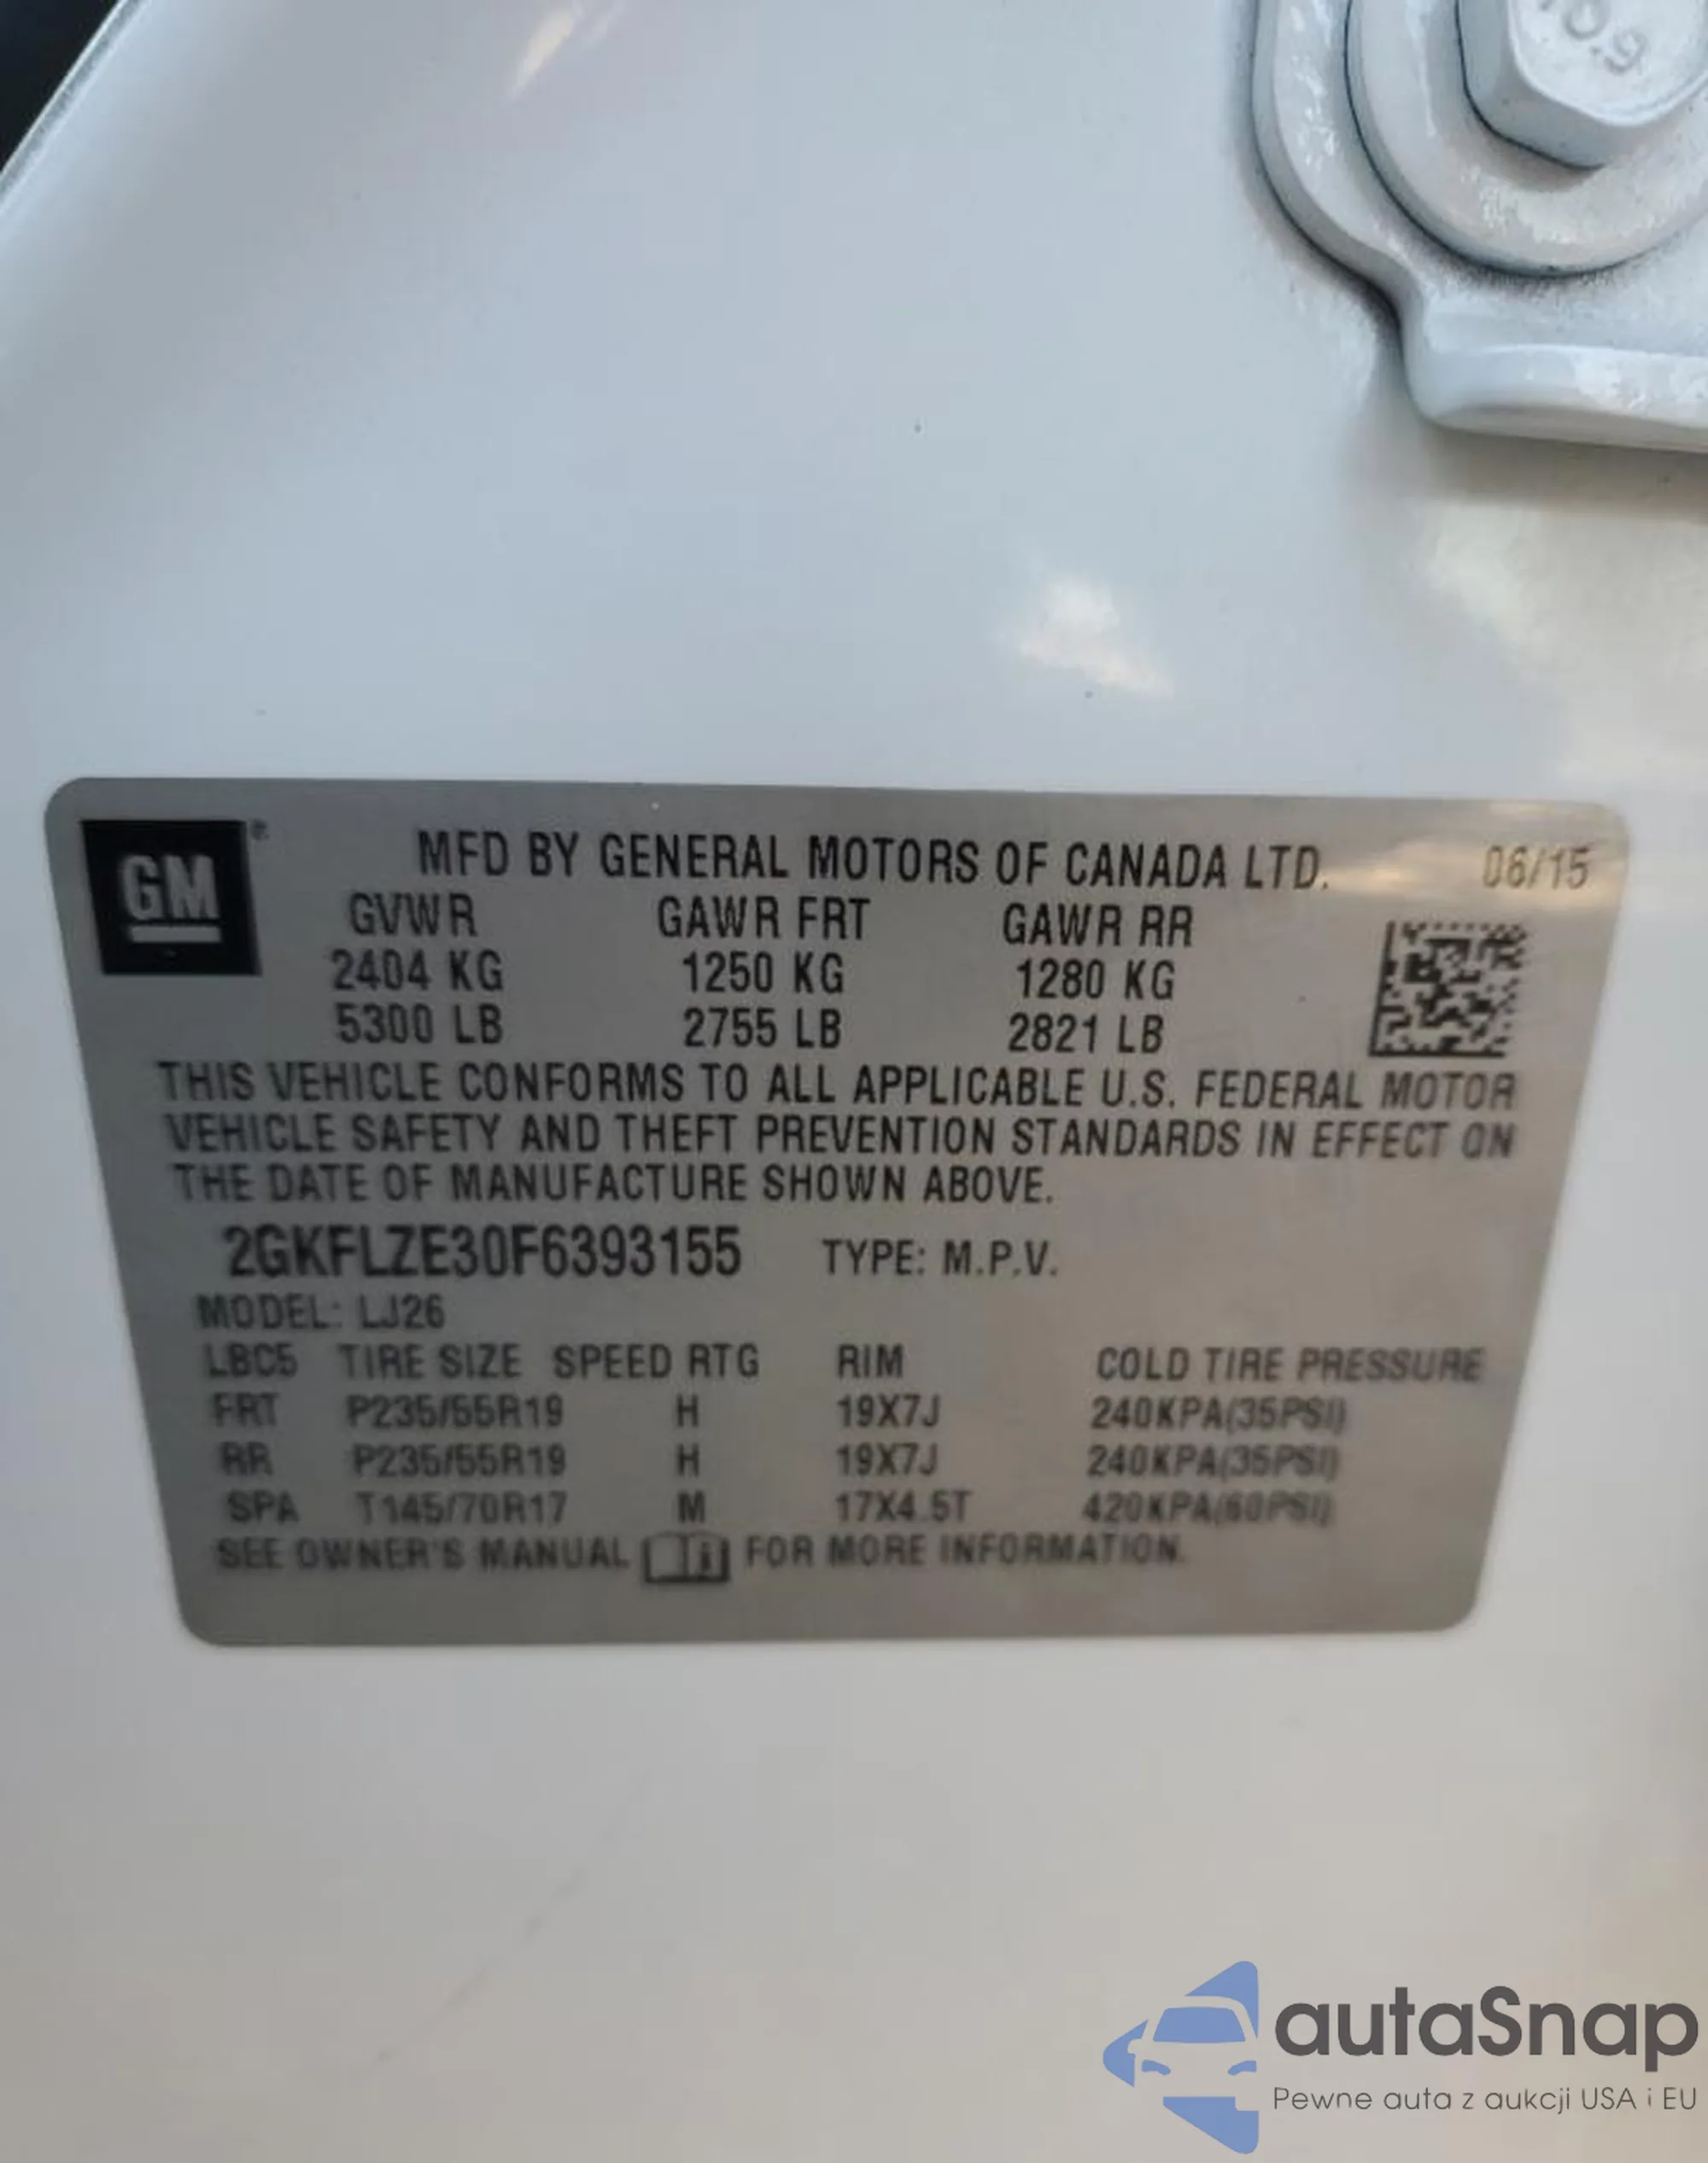 10.9
GM®
MFD BY GENERAL MOTORS OF CANADA LTD. 06/15
GVWR GAWR FRT GAWR RR
2404 KG 1250 KG 1280 KG
5300 LB 2755 LB 2821 LB
THIS VEHICLE CONFORMS TO ALL APPLICABLE U.S. FEDERAL MOTOR
VEHICLE SAFETY AND THEFT PREVENTION STANDARDS IN EFFECT ON
THE DATE OF MANUFACTURE SHOWN ABOVE.
2GKFLZE30F6393155 TYPE: M.P.V.
MODEL: LJ26
LBC5 TIRE SIZE SPEED RTG RIM COLD TIRE PRESSURE
FRT P235/55R19 H 19X7J 240KPA(35PSI)
RR P235/55R19 H 19X7J 240KPA(35PSI)
SPA T145/70R17 M 17X4.5T 420KPA(60PSI)
SEE OWNER'S MANUAL i FOR MORE INFORMATION.
autaSnap
Pewne auta z aukcji USA i EU